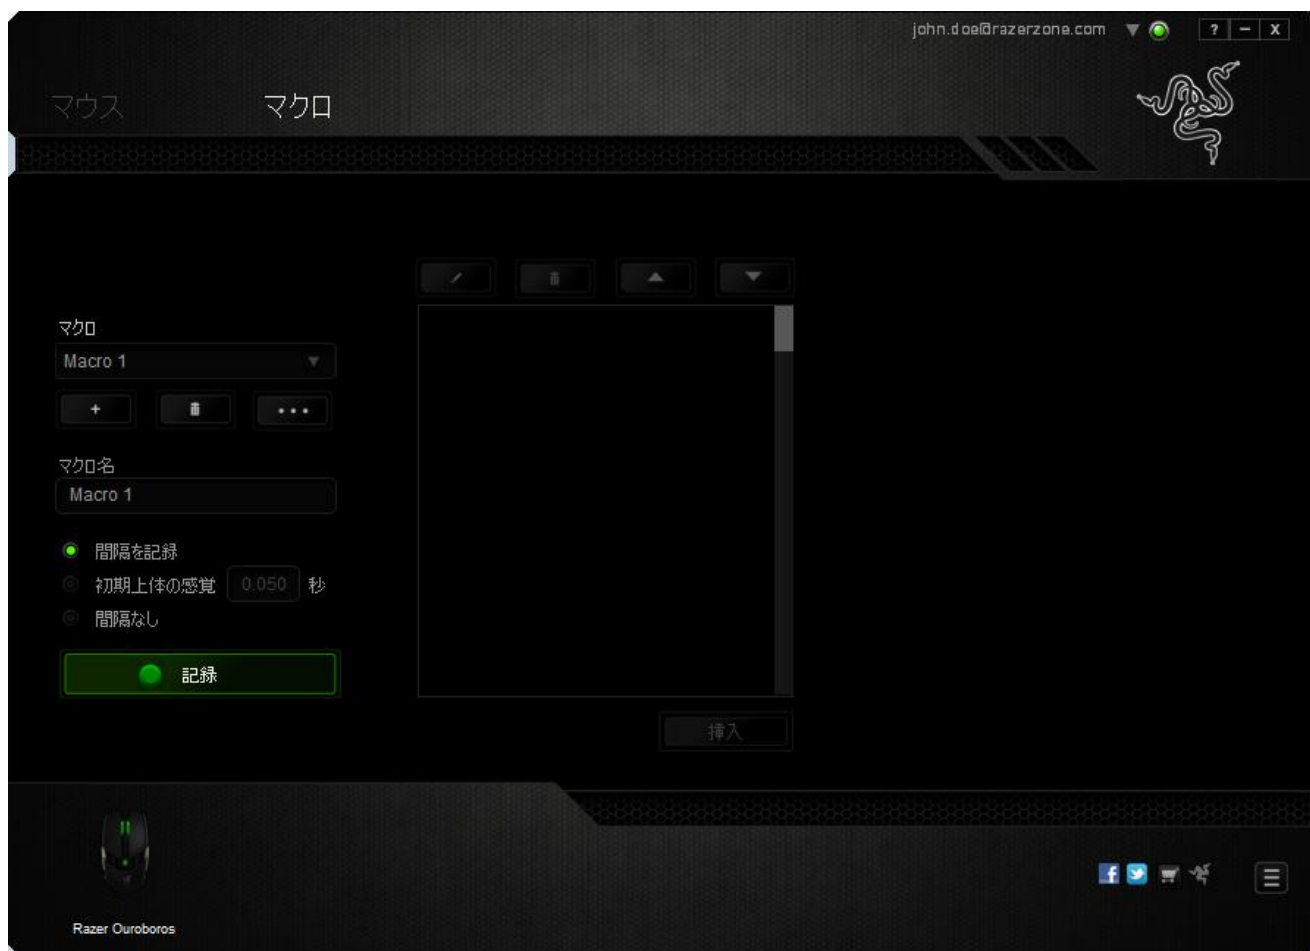 john.doe@razerzone.com
? - X
マウス
マクロ
マクロ
Macro 1
マクロ名
Macro 1
間隔を記録
初期上体の感覚 0.050 秒
間隔なし
記録
挿入
Razer Ouroboros